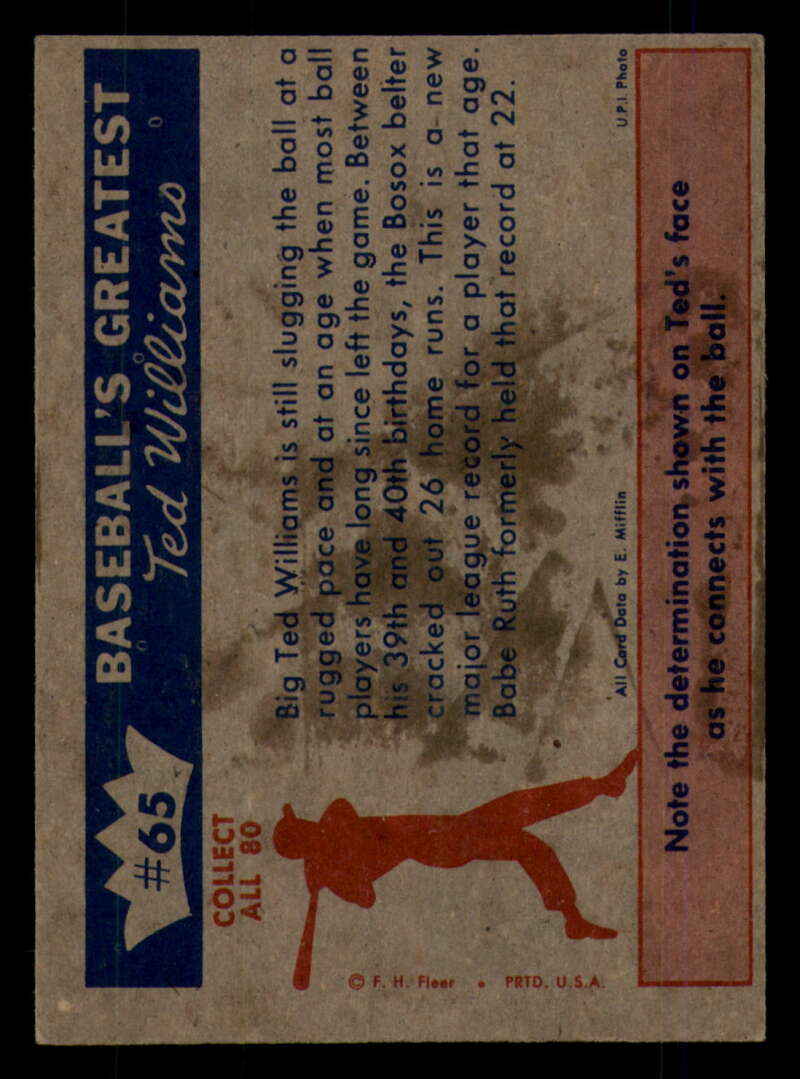 #65
BASEBALL'S GREATEST
Ted Williams
COLLECT
ALL 80
Big Ted Williams is still slugging the ball at a
rugged pace and at an age when most ball
players have long since left the game. Between
his 39th and 40th birthdays, the Bosox belter
cracked out 26 home runs. This is a new
major league record for a player that age.
Babe Ruth formerly held that record at 22.
© F. H. Fleer • PRTD. U.S.A.
All Card Data by E. Mifflin
U.P.I. Photo
Note the determination shown on Ted's face
as he connects with the ball.